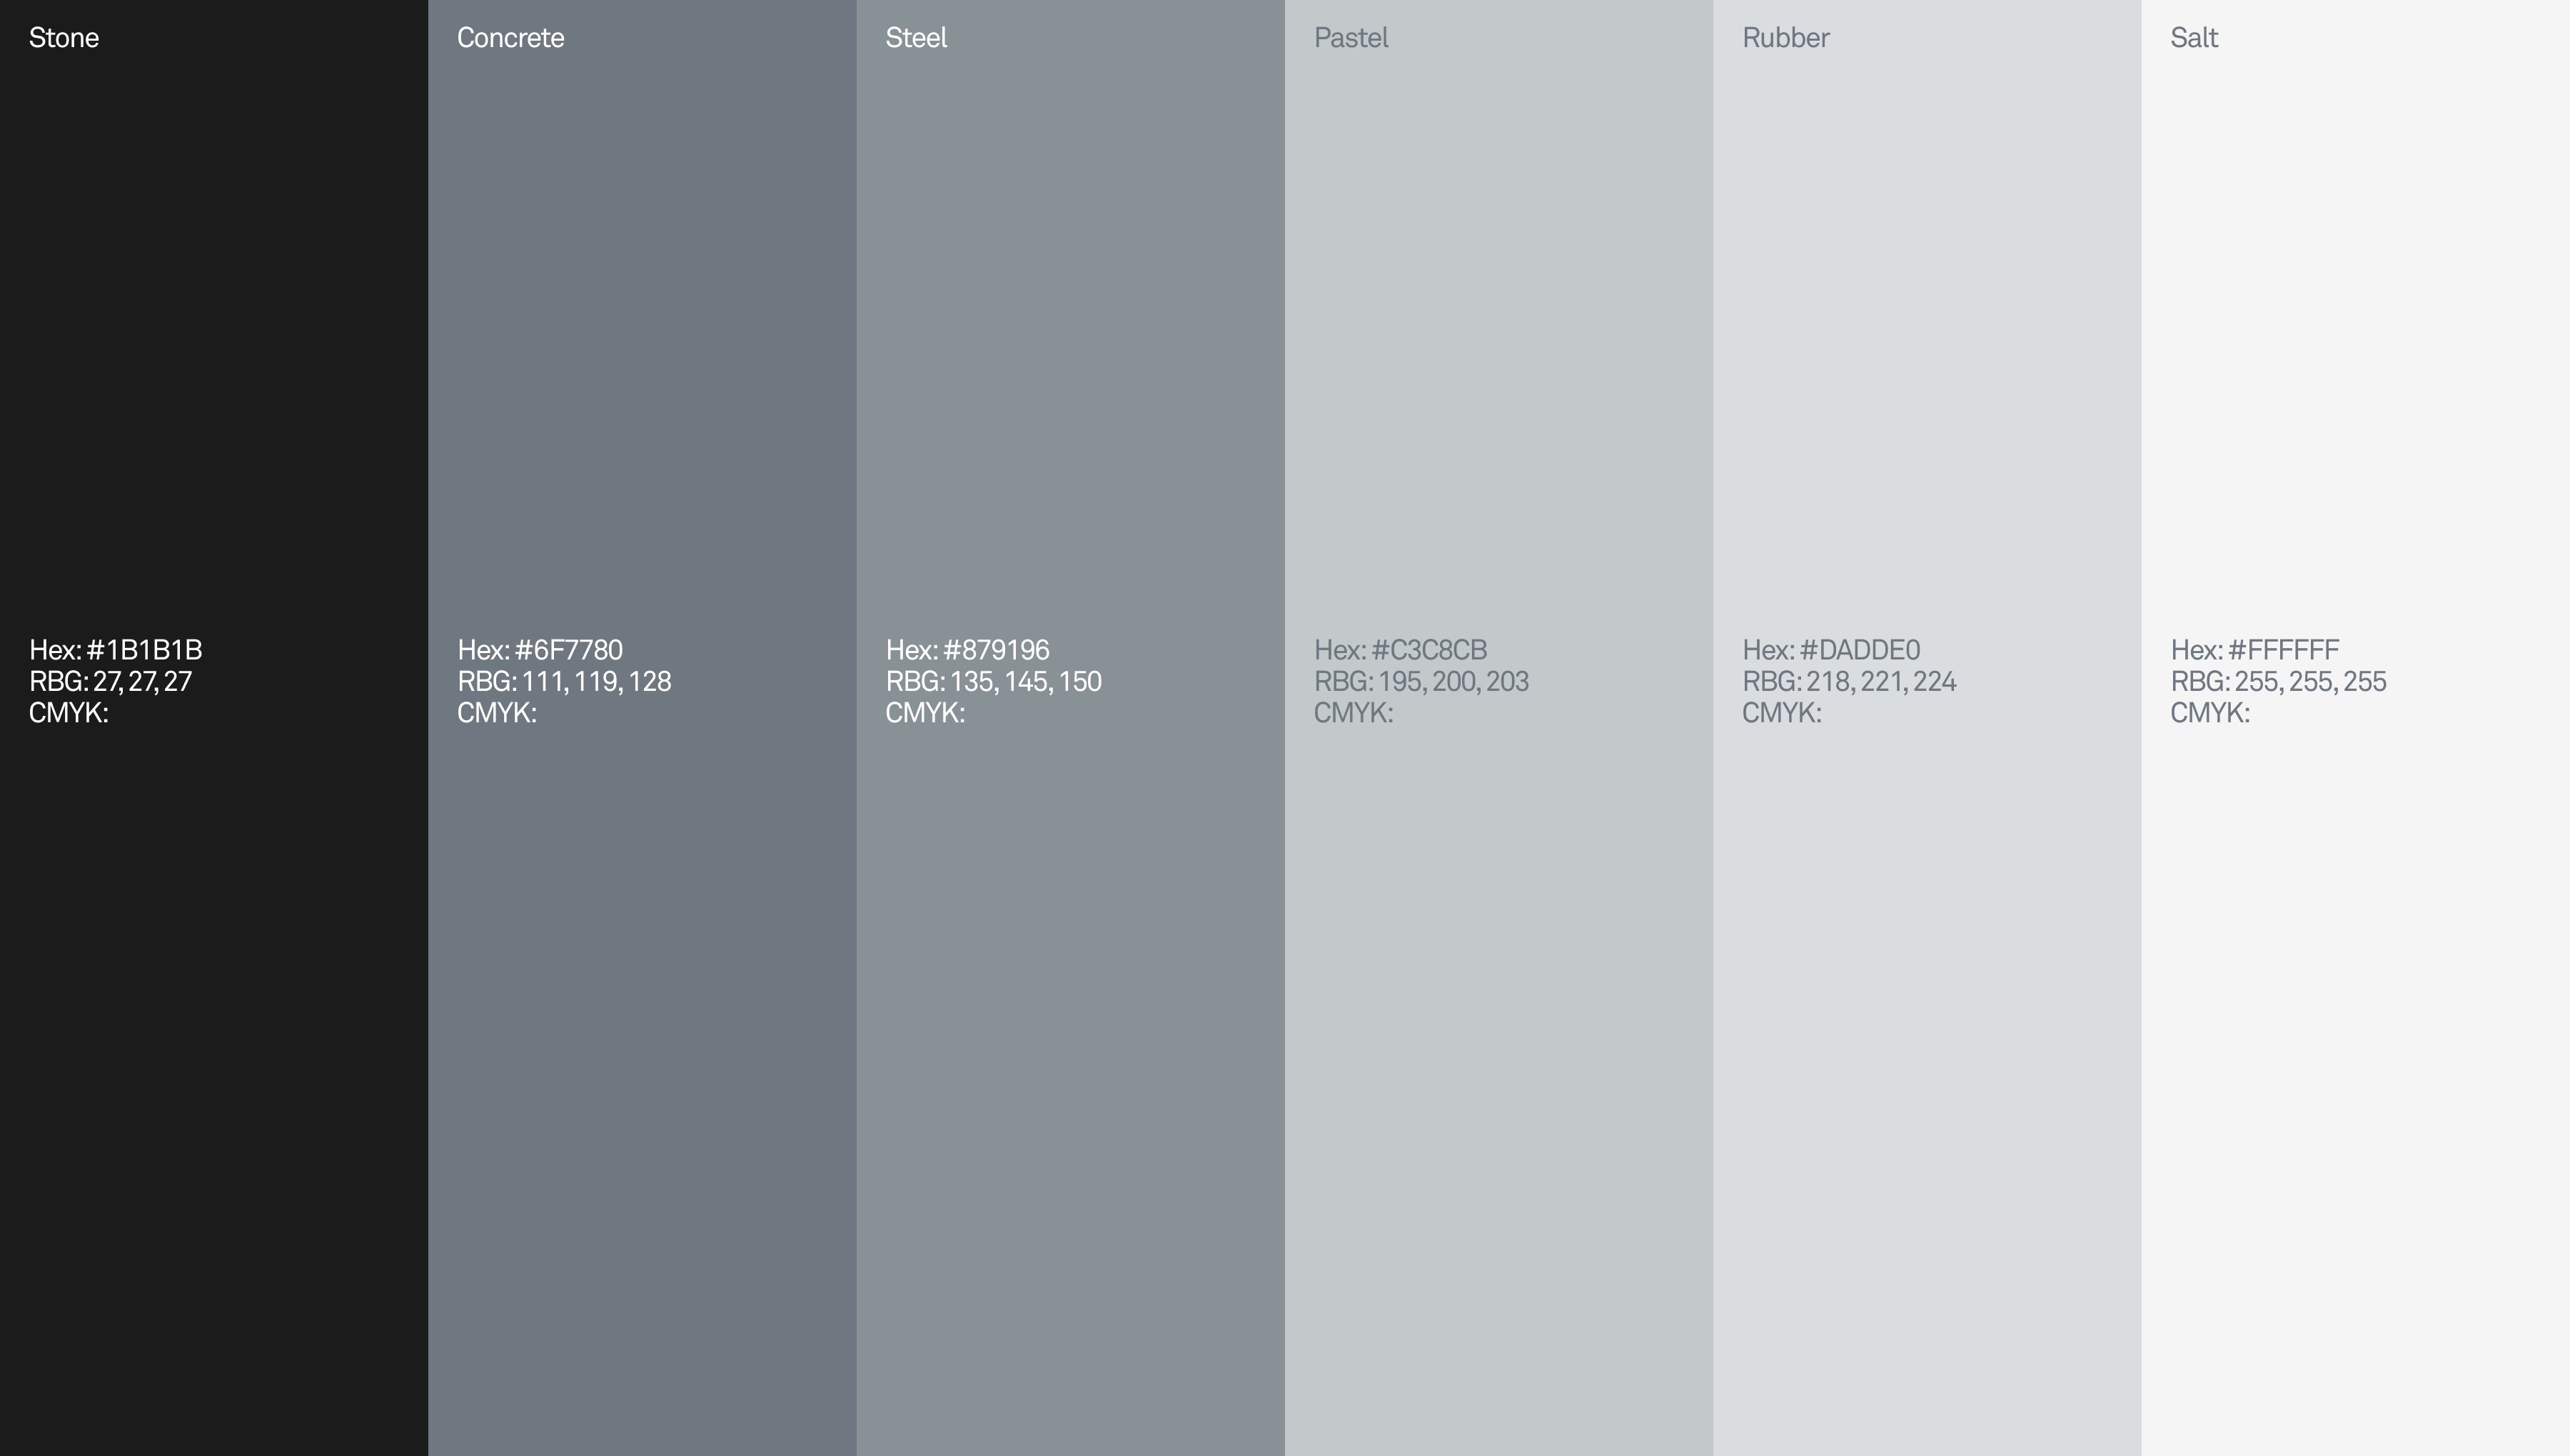 Stone
Hex: #1B1B1B
RBG: 27, 27, 27
CMYK:
Concrete
Hex: #6F7780
RBG: 111, 119, 128
CMYK:
Steel
Hex: #879196
RBG: 135, 145, 150
CMYK:
Pastel
Hex: #C3C8CB
RBG: 195, 200, 203
CMYK:
Rubber
Hex: #DADDE0
RBG: 218, 221, 224
CMYK:
Salt
Hex: #FFFFFF
RBG: 255, 255, 255
CMYK: